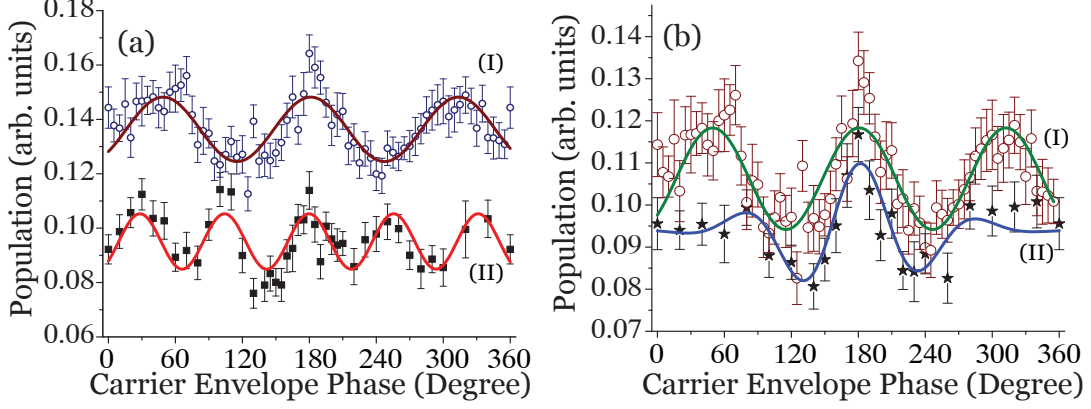 0.18
0.16
0.14
0.12
0.10
0.08
0.06
Population (arb. units)
(a)
(I)
(II)
0 60 120 180 240 300 360
Carrier Envelope Phase (Degree)
0.14
0.13
0.12
0.11
0.10
0.09
0.08
0.07
Population (arb. units)
(b)
(I)
(II)
0 60 120 180 240 300 360
Carrier Envelope Phase (Degree)